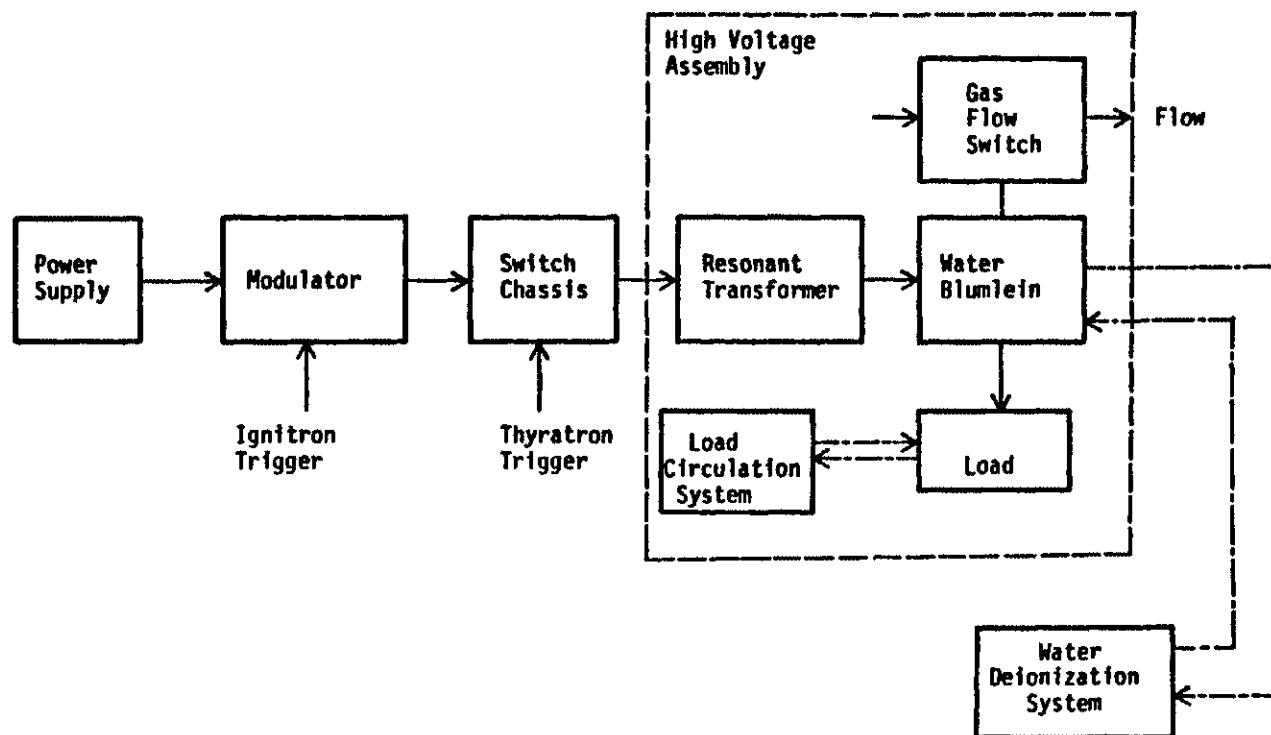 High Voltage
Assembly
Gas
Flow
Switch
Flow
Power
Supply
Modulator
Switch
Chassis
Resonant
Transformer
Water
Blumlein
Ignitron
Trigger
Thyratron
Trigger
Load
Circulation
System
Load
Water
Deionization
System